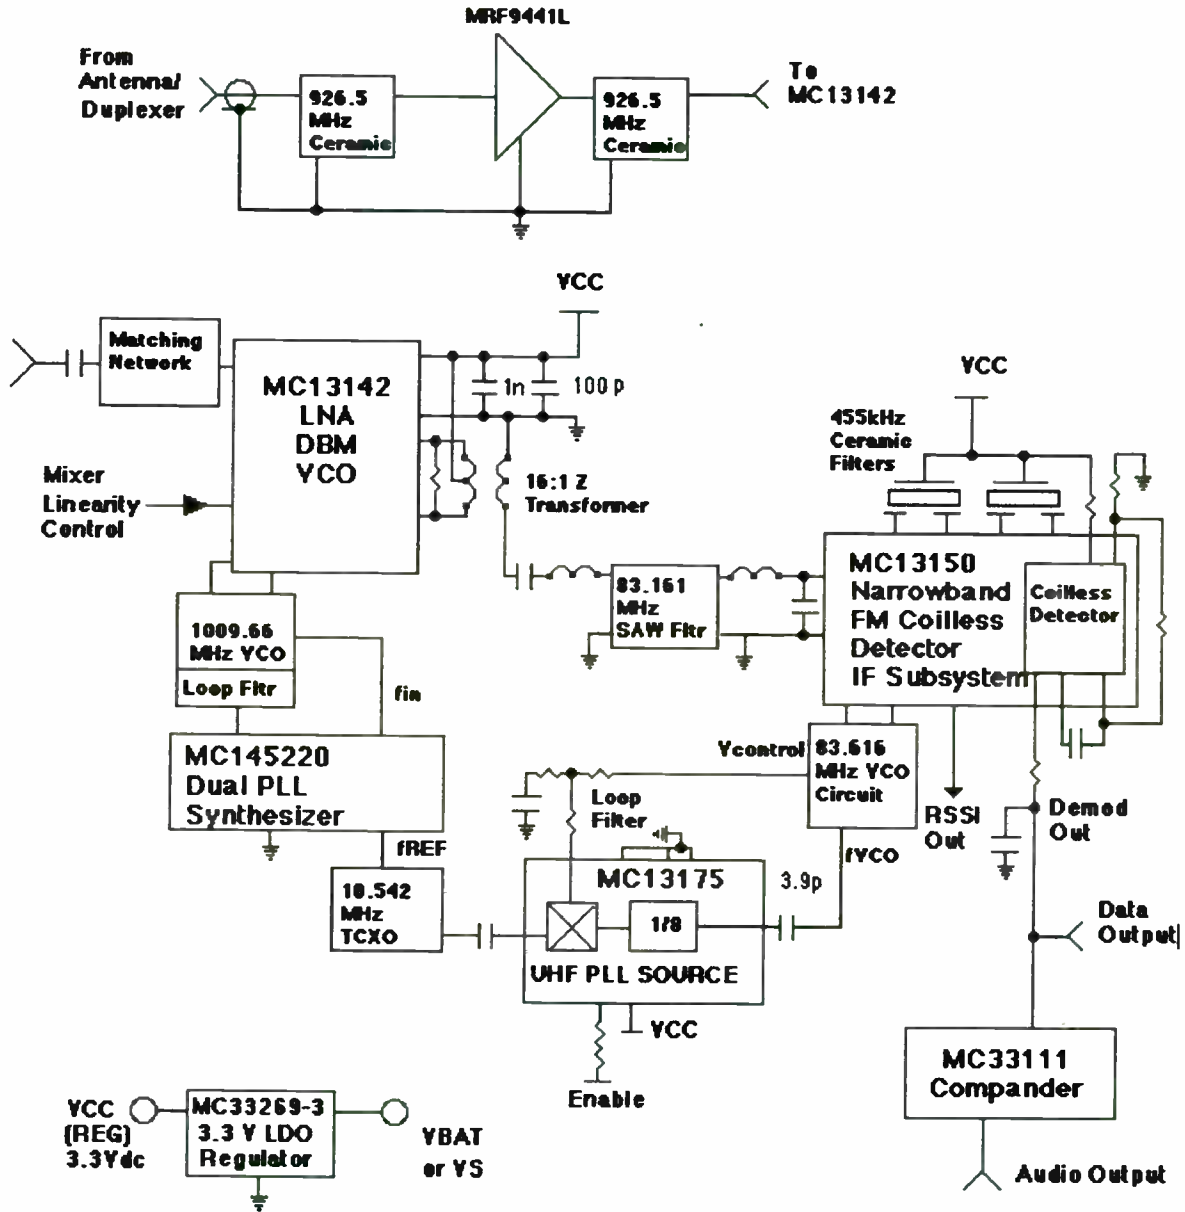 MRF9441L
From
Antenna/
Duplexer
926.5
MHz
Ceramic
926.5
MHz
Ceramic
To
MC13142
VCC
Matching
Network
MC13142
LNA
DBM
VCO
1n
100 p
Mixer
Linearity
Control
16:1 Z
Transformer
VCC
455kHz
Ceramic
Filters
83.161
MHz
SAW Fltr
MC13150
Narrowband
FM Coilless
Detector
IF Subsystem
Coilless
Detector
1009.66
MHz VCO
Loop Fltr
fin
MC145220
Dual PLL
Synthesizer
fREF
10.542
MHz
TCXO
Vcontrol
83.616
MHz VCO
Circuit
Loop
Filter
fVCO
3.9p
RSSI
Out
Demod
Out
MC13175
1/8
UHF PLL SOURCE
VCC
Enable
Data
Output
MC33111
Compander
Audio Output
VCC
(REG)
3.3Vdc
MC33269-3
3.3 V LDO
Regulator
VBAT
or VS